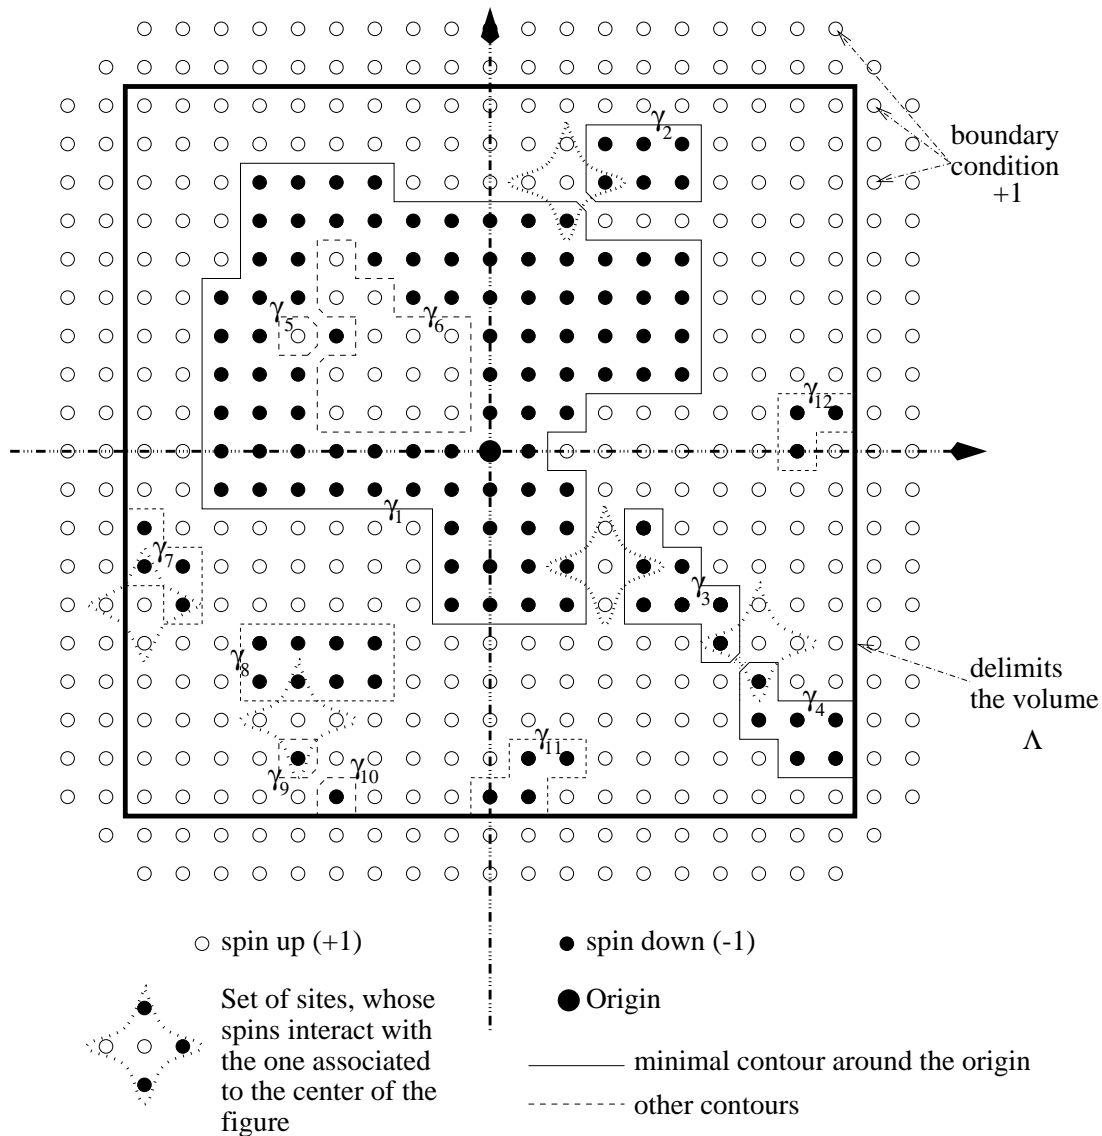 γ2
boundary
condition
+1
γ5
γ6
γ12
γ1
γ7
γ3
γ8
delimits
the volume
Λ
γ4
γ11
γ9
γ10
spin up (+1)
spin down (-1)
Set of sites, whose
spins interact with
the one associated
to the center of the
figure
Origin
minimal contour around the origin
other contours